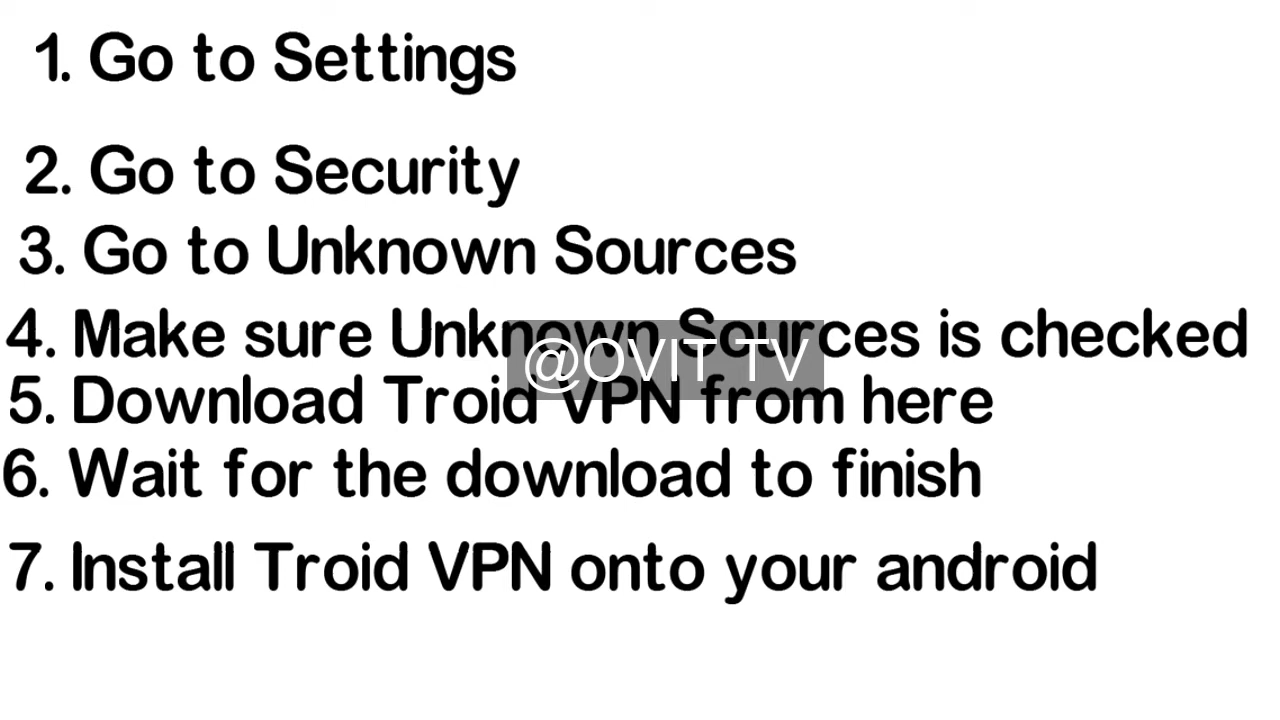 1. Go to Settings
2. Go to Security
3. Go to Unknown Sources
4. Make sure Unknown Sources is checked
@OVIT TV
5. Download Troid VPN from here
6. Wait for the download to finish
7. Install Troid VPN onto your android